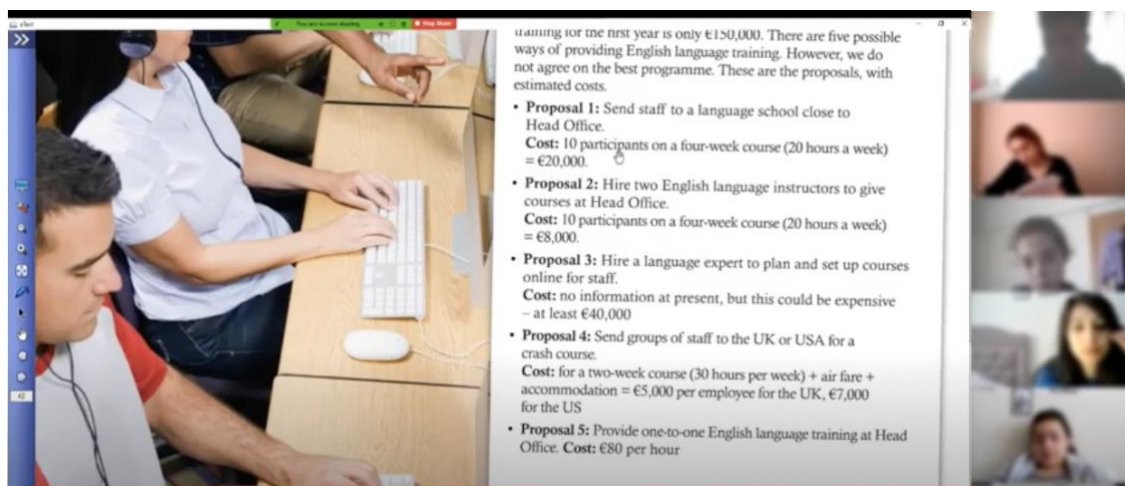 You are screen sharing Stop Share
training for the first year is only €150,000. There are five possible
ways of providing English language training. However, we do
not agree on the best programme. These are the proposals, with
estimated costs.
• Proposal 1: Send staff to a language school close to
Head Office.
Cost: 10 participants on a four-week course (20 hours a week)
= €20,000.
• Proposal 2: Hire two English language instructors to give
courses at Head Office.
Cost: 10 participants on a four-week course (20 hours a week)
= €8,000.
• Proposal 3: Hire a language expert to plan and set up courses
online for staff.
Cost: no information at present, but this could be expensive
– at least €40,000
• Proposal 4: Send groups of staff to the UK or USA for a
crash course.
Cost: for a two-week course (30 hours per week) + air fare +
accommodation = €5,000 per employee for the UK, €7,000
for the US
• Proposal 5: Provide one-to-one English language training at Head
Office. Cost: €80 per hour
42